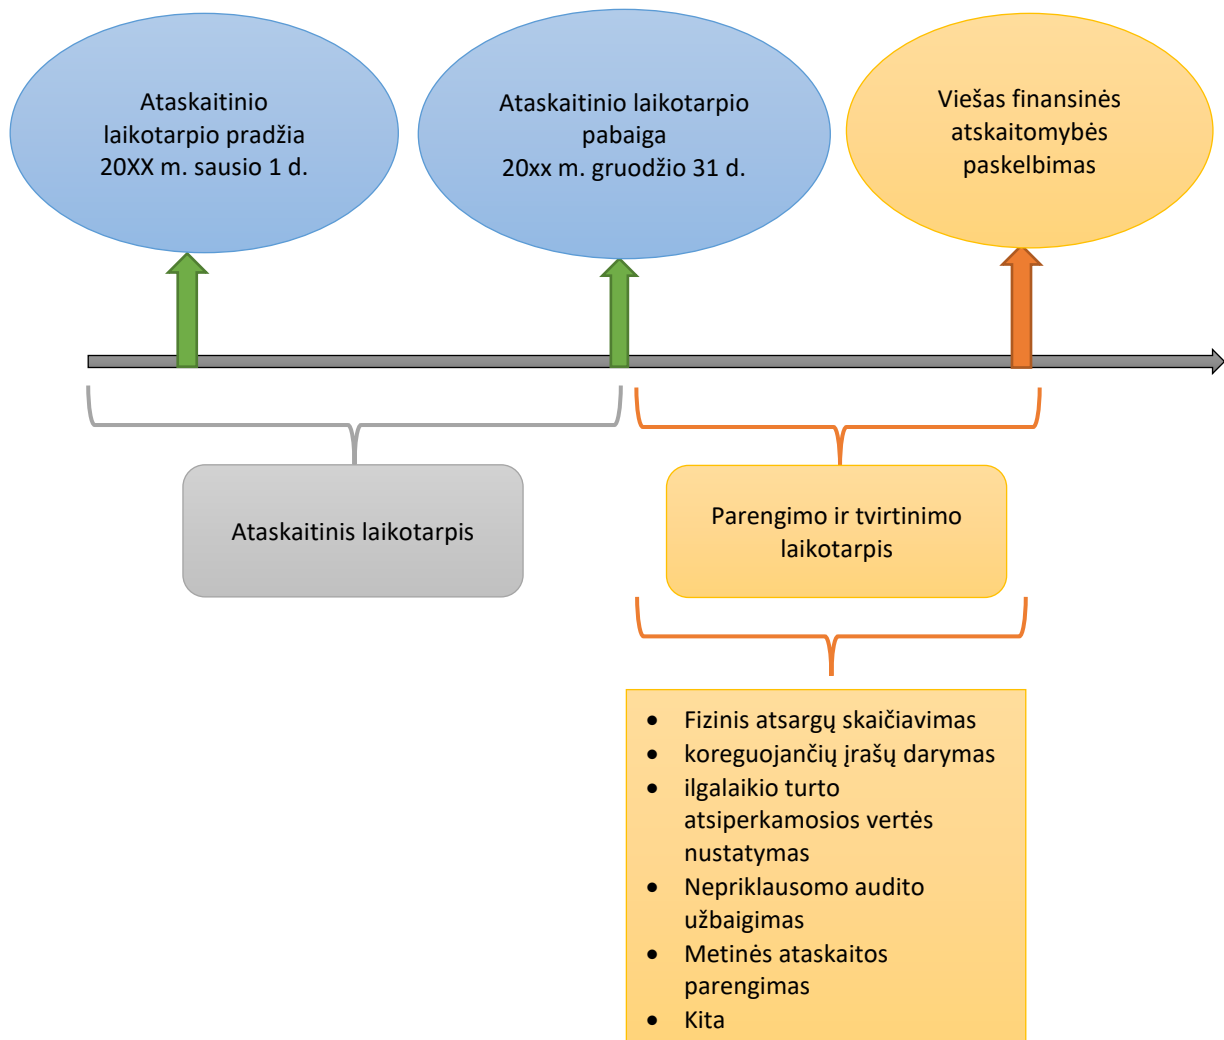 Ataskaitinio
laikotarpio pradžia
20XX m. sausio 1 d.
Ataskaitinio laikotarpio
pabaiga
20xx m. gruodžio 31 d.
Viešas finansinės
atskaitomybės
paskelbimas
Ataskaitinis laikotarpis
Parengimo ir tvirtinimo
laikotarpis
• Fizinis atsargų skaičiavimas
• koreguojančių įrašų darymas
• ilgalaikio turto
atsiperkamosios vertės
nustatymas
• Nepriklausomo audito
užbaigimas
• Metinės ataskaitos
parengimas
• Kita